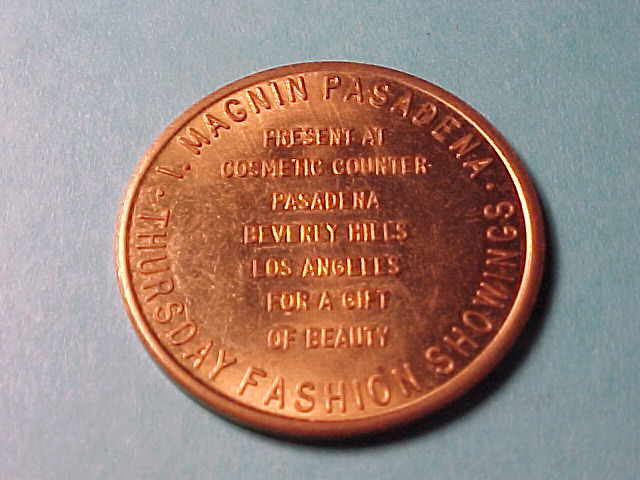 I. MAGNIN PASADENA ·
THURSDAY FASHION SHOWINGS ·
PRESENT AT
COSMETIC COUNTER
PASADENA
BEVERLY HILLS
LOS ANGELES
FOR A GIFT
OF BEAUTY